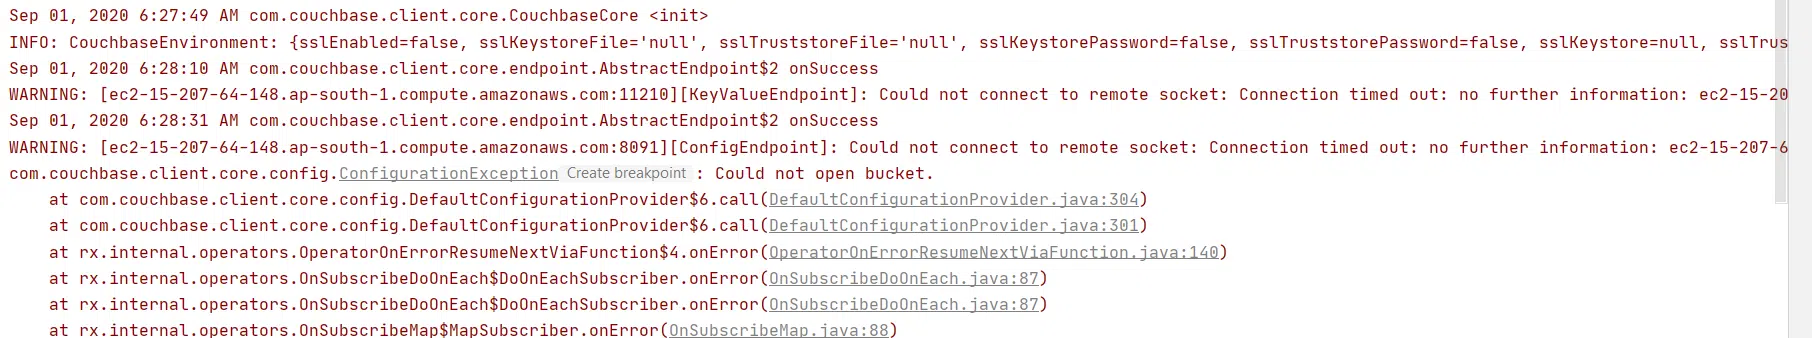 Sep 01, 2020 6:27:49 AM com.couchbase.client.core.CouchbaseCore <init>
INFO: CouchbaseEnvironment: {sslEnabled=false, sslKeystoreFile='null', sslTruststoreFile='null', sslKeystorePassword=false, sslTruststorePassword=false, sslKeystore=null, sslTrus
Sep 01, 2020 6:28:10 AM com.couchbase.client.core.endpoint.AbstractEndpoint$2 onSuccess
WARNING: [ec2-15-207-64-148.ap-south-1.compute.amazonaws.com:11210][KeyValueEndpoint]: Could not connect to remote socket: Connection timed out: no further information: ec2-15-20
Sep 01, 2020 6:28:31 AM com.couchbase.client.core.endpoint.AbstractEndpoint$2 onSuccess
WARNING: [ec2-15-207-64-148.ap-south-1.compute.amazonaws.com:8091][ConfigEndpoint]: Could not connect to remote socket: Connection timed out: no further information: ec2-15-207-6
com.couchbase.client.core.config.ConfigurationException Create breakpoint : Could not open bucket.
    at com.couchbase.client.core.config.DefaultConfigurationProvider$6.call(DefaultConfigurationProvider.java:304)
    at com.couchbase.client.core.config.DefaultConfigurationProvider$6.call(DefaultConfigurationProvider.java:301)
    at rx.internal.operators.OperatorOnErrorResumeNextViaFunction$4.onError(OperatorOnErrorResumeNextViaFunction.java:140)
    at rx.internal.operators.OnSubscribeDoOnEach$DoOnEachSubscriber.onError(OnSubscribeDoOnEach.java:87)
    at rx.internal.operators.OnSubscribeDoOnEach$DoOnEachSubscriber.onError(OnSubscribeDoOnEach.java:87)
    at rx.internal.operators.OnSubscribeMap$MapSubscriber.onError(OnSubscribeMap.java:88)